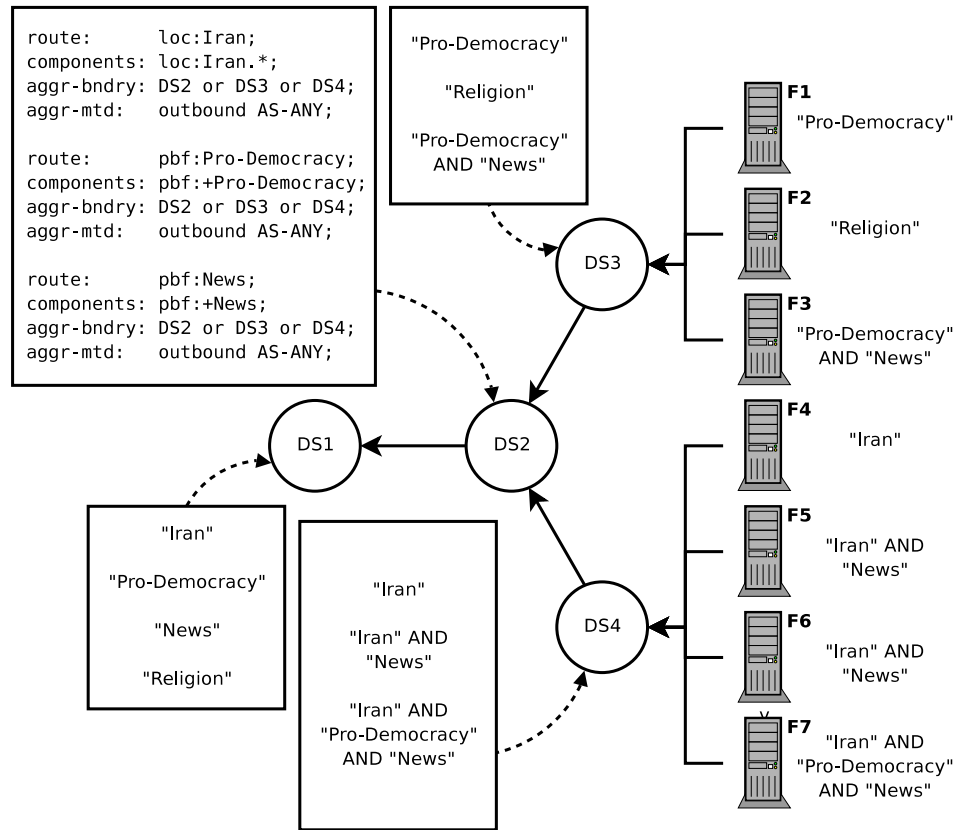 route:      loc:Iran;
components: loc:Iran.*;
aggr-bndry: DS2 or DS3 or DS4;
aggr-mtd:   outbound AS-ANY;
route:      pbf:Pro-Democracy;
components: pbf:+Pro-Democracy;
aggr-bndry: DS2 or DS3 or DS4;
aggr-mtd:   outbound AS-ANY;
route:      pbf:News;
components: pbf:+News;
aggr-bndry: DS2 or DS3 or DS4;
aggr-mtd:   outbound AS-ANY;
"Pro-Democracy"
"Religion"
"Pro-Democracy"
AND "News"
F1
"Pro-Democracy"
F2
"Religion"
F3
"Pro-Democracy"
AND "News"
F4
"Iran"
F5
"Iran" AND
"News"
F6
"Iran" AND
"News"
F7
"Iran" AND
"Pro-Democracy"
AND "News"
DS3
DS1
DS2
DS4
"Iran"
"Pro-Democracy"
"News"
"Religion"
"Iran"
"Iran" AND
"News"
"Iran" AND
"Pro-Democracy"
AND "News"